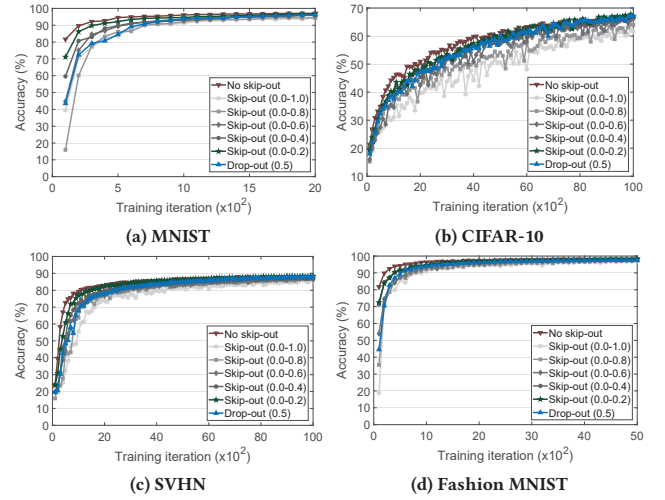 100
90
80
70
60
50
40
30
20
10
0
Accuracy (%)
No skip-out
Skip-out (0.0-1.0)
Skip-out (0.0-0.8)
Skip-out (0.0-0.6)
Skip-out (0.0-0.4)
Skip-out (0.0-0.2)
Drop-out (0.5)
0 5 10 15 20
Training iteration (x10²)
(a) MNIST
70
60
50
40
30
20
10
0
Accuracy (%)
No skip-out
Skip-out (0.0-1.0)
Skip-out (0.0-0.8)
Skip-out (0.0-0.6)
Skip-out (0.0-0.4)
Skip-out (0.0-0.2)
Drop-out (0.5)
0 20 40 60 80 100
Training iteration (x10²)
(b) CIFAR-10
100
90
80
70
60
50
40
30
20
10
0
Accuracy (%)
No skip-out
Skip-out (0.0-1.0)
Skip-out (0.0-0.8)
Skip-out (0.0-0.6)
Skip-out (0.0-0.4)
Skip-out (0.0-0.2)
Drop-out (0.5)
0 20 40 60 80 100
Training iteration (x10²)
(c) SVHN
100
90
80
70
60
50
40
30
20
10
0
Accuracy (%)
No skip-out
Skip-out (0.0-1.0)
Skip-out (0.0-0.8)
Skip-out (0.0-0.6)
Skip-out (0.0-0.4)
Skip-out (0.0-0.2)
Drop-out (0.5)
0 10 20 30 40 50
Training iteration (x10²)
(d) Fashion MNIST